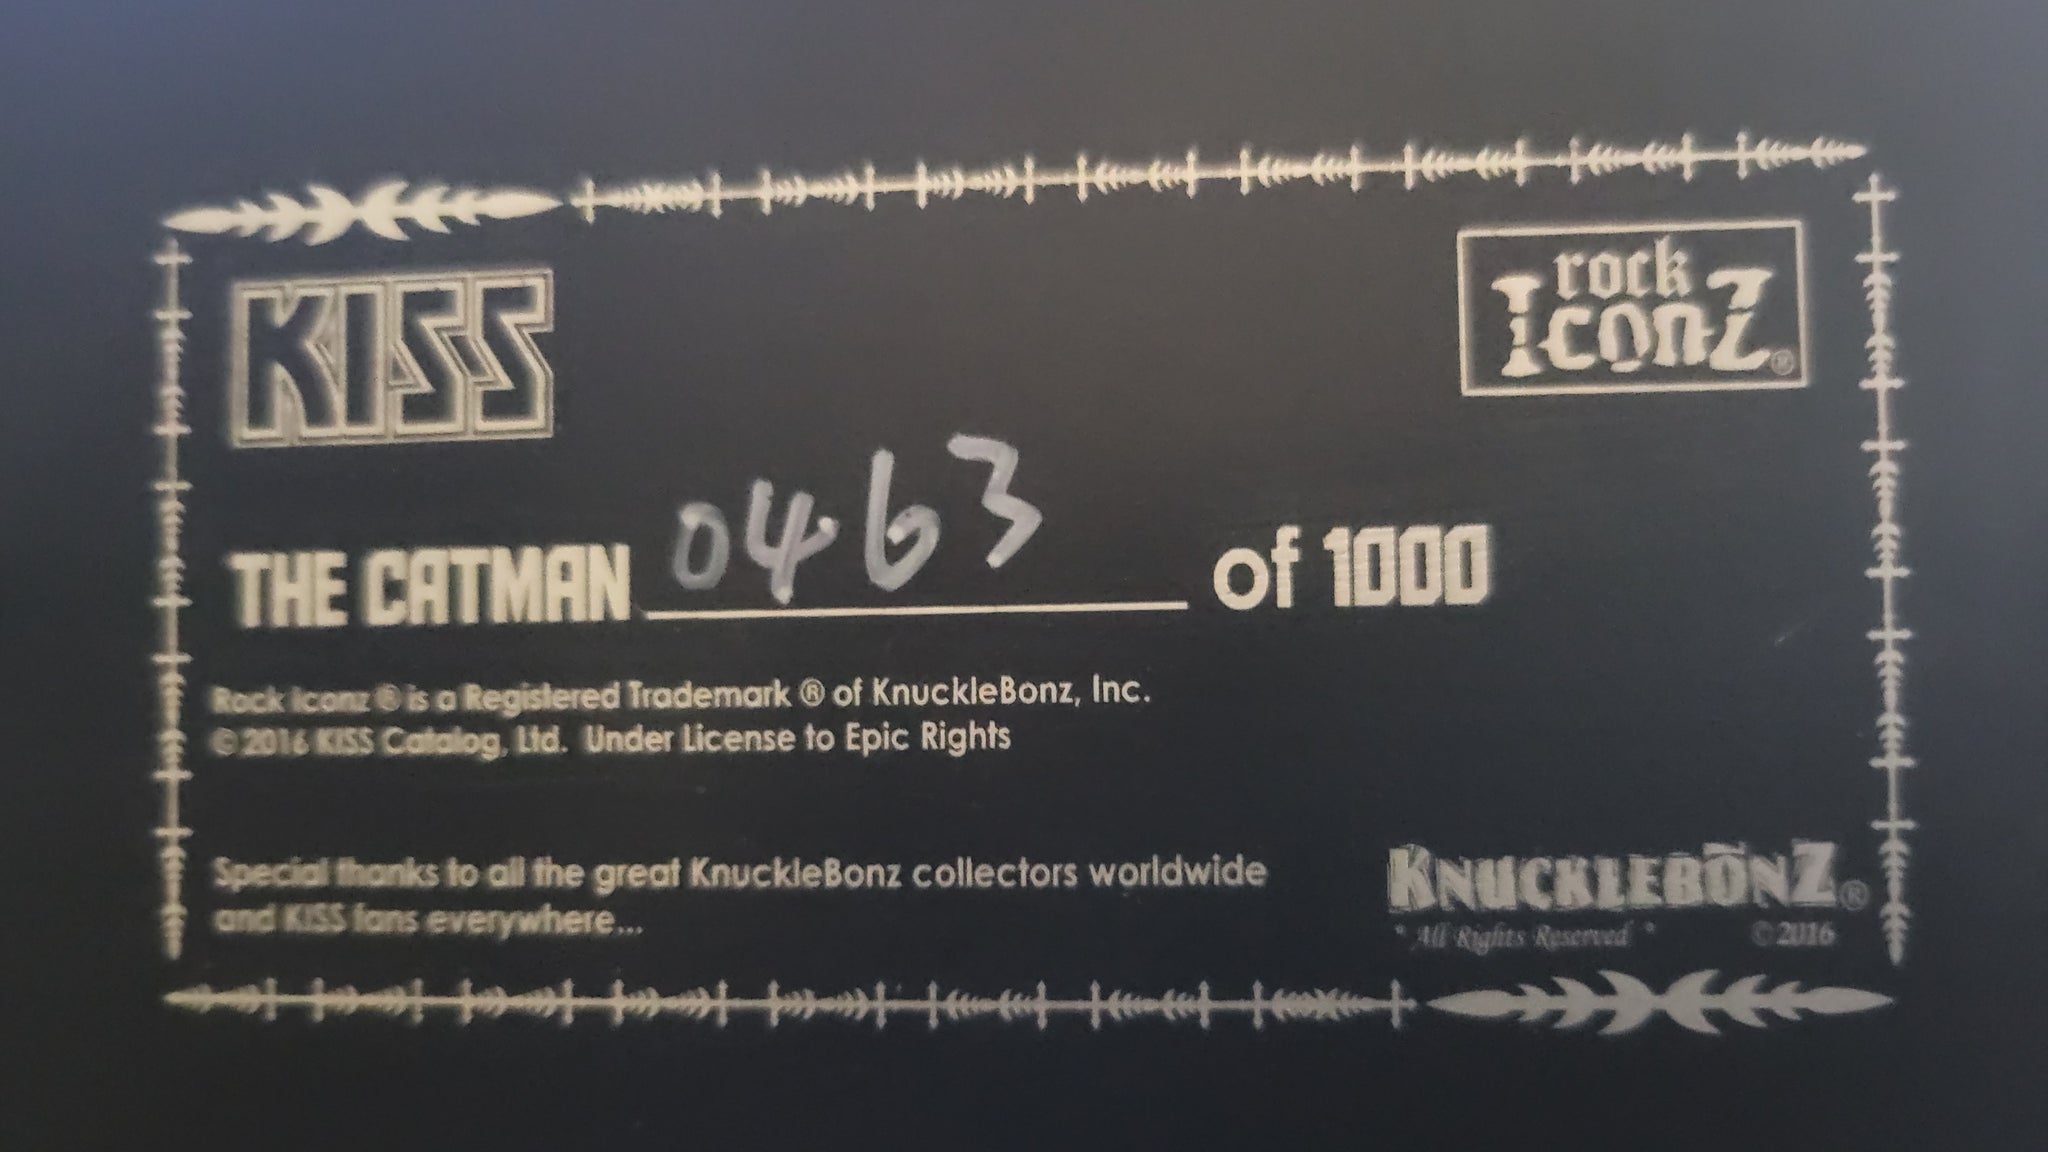 KISS
rock
Iconz®
THE CATMAN 0463 of 1000
Rock Iconz ® is a Registered Trademark ® of KnuckleBonz, Inc.
© 2016 KISS Catalog, Ltd. Under License to Epic Rights
Special thanks to all the great KnuckleBonz collectors worldwide
and KISS fans everywhere...
KNUCKLEBŌNZ®
* All Rights Reserved * © 2016